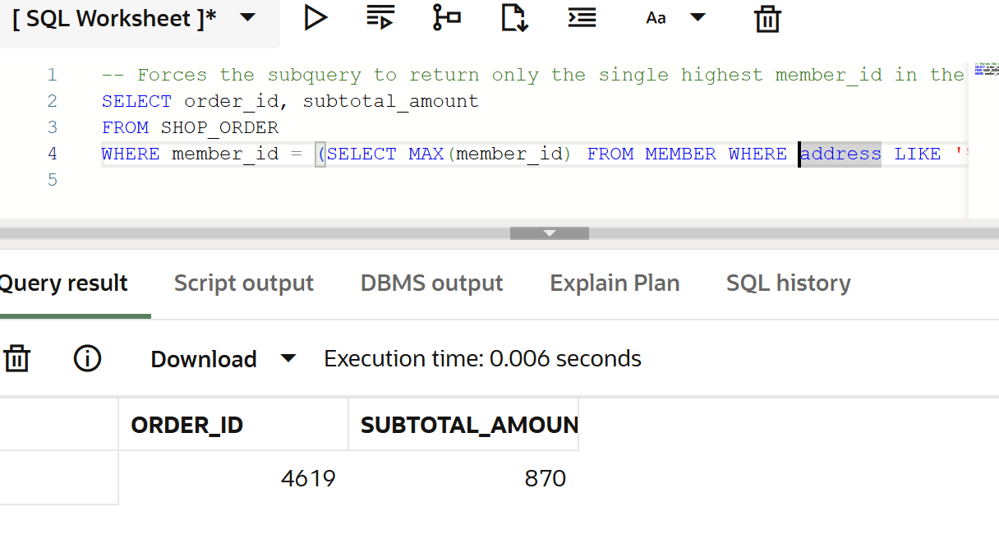 [ SQL Worksheet ]*
Aa
1 -- Forces the subquery to return only the single highest member_id in the
2 SELECT order_id, subtotal_amount
3 FROM SHOP_ORDER
4 WHERE member_id = (SELECT MAX(member_id) FROM MEMBER WHERE address LIKE '
5
Query result Script output DBMS output Explain Plan SQL history
Download Execution time: 0.006 seconds
ORDER_ID SUBTOTAL_AMOUN
4619 870